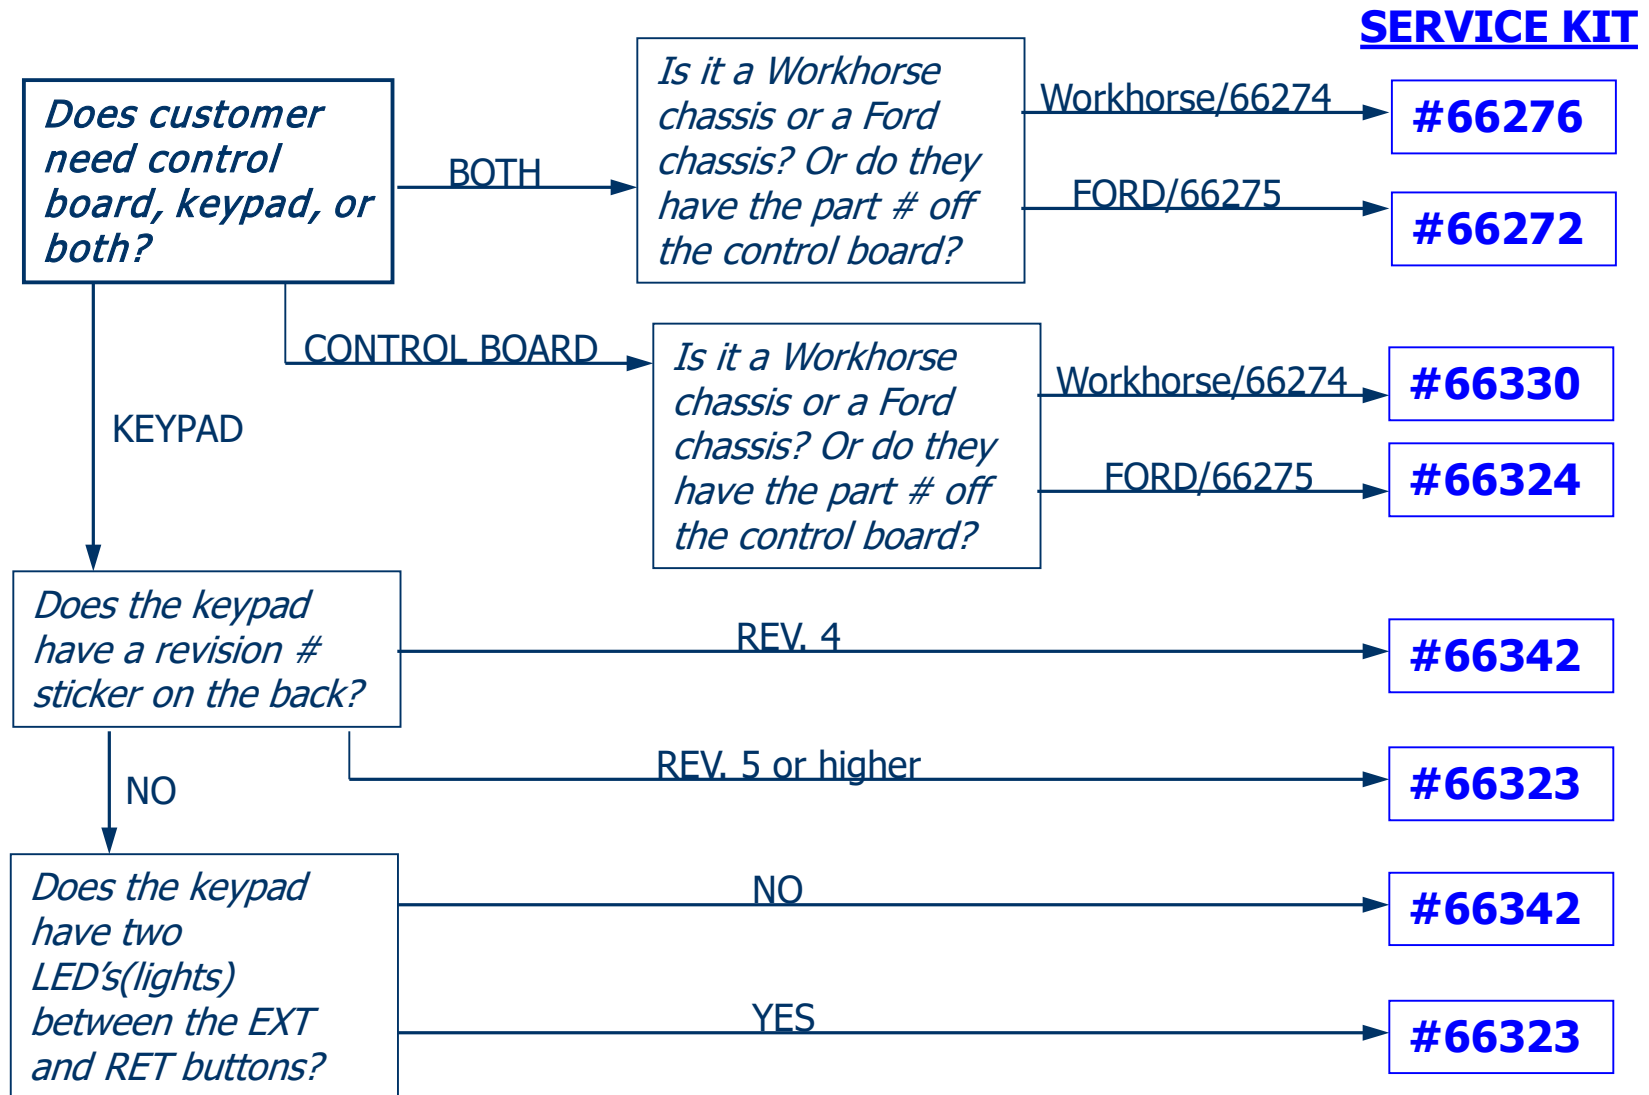 SERVICE KIT
Does customer
need control
board, keypad, or
both?
BOTH
Is it a Workhorse
chassis or a Ford
chassis? Or do they
have the part # off
the control board?
Workhorse/66274
#66276
FORD/66275
#66272
CONTROL BOARD
Is it a Workhorse
chassis or a Ford
chassis? Or do they
have the part # off
the control board?
Workhorse/66274
#66330
FORD/66275
#66324
KEYPAD
Does the keypad
have a revision #
sticker on the back?
REV. 4
#66342
REV. 5 or higher
#66323
NO
Does the keypad
have two
LED's(lights)
between the EXT
and RET buttons?
NO
#66342
YES
#66323